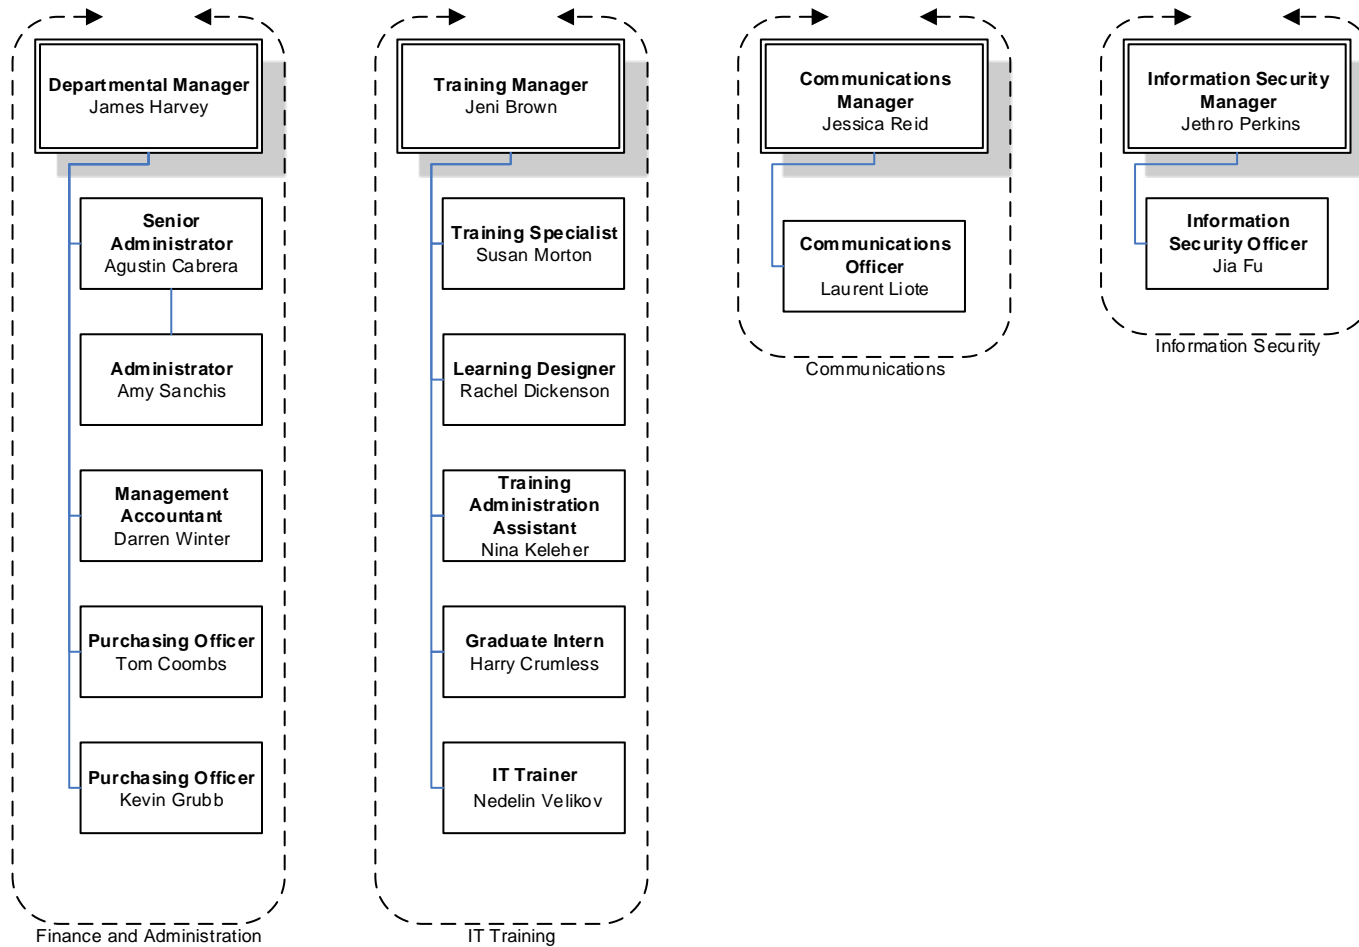 Departmental Manager
James Harvey
Senior
Administrator
Agustin Cabrera
Administrator
Amy Sanchis
Management
Accountant
Darren Winter
Purchasing Officer
Tom Coombs
Purchasing Officer
Kevin Grubb
Finance and Administration
Training Manager
Jeni Brown
Training Specialist
Susan Morton
Learning Designer
Rachel Dickenson
Training
Administration
Assistant
Nina Keleher
Graduate Intern
Harry Crumless
IT Trainer
Nedelin Velikov
IT Training
Communications
Manager
Jessica Reid
Communications
Officer
Laurent Liote
Communications
Information Security
Manager
Jethro Perkins
Information
Security Officer
Jia Fu
Information Security